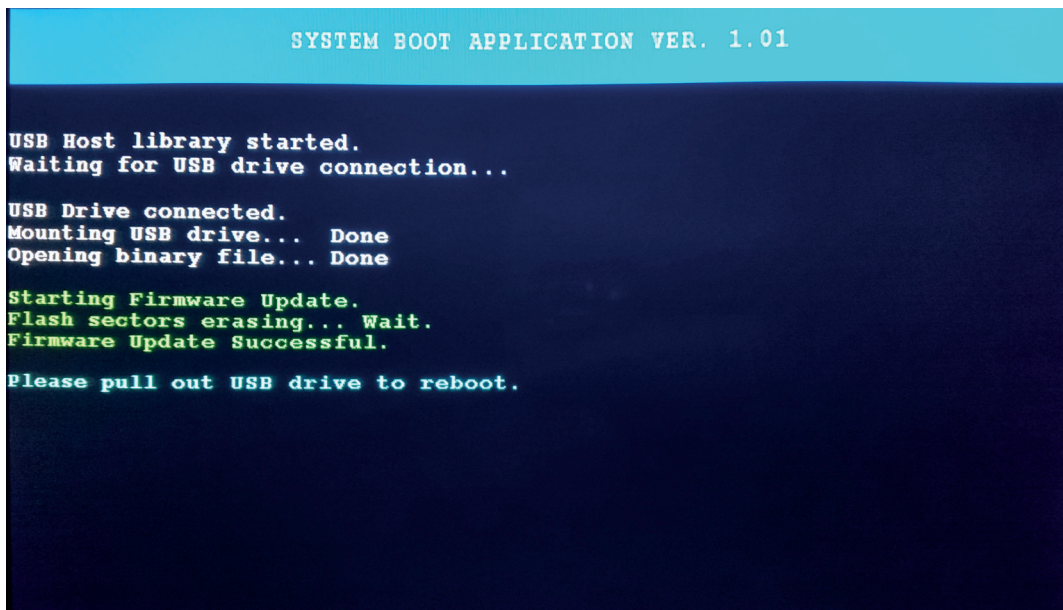 SYSTEM BOOT APPLICATION VER. 1.01
USB Host library started.
Waiting for USB drive connection...
USB Drive connected.
Mounting USB drive... Done
Opening binary file... Done
Starting Firmware Update.
Flash sectors erasing... Wait.
Firmware Update Successful.
Please pull out USB drive to reboot.